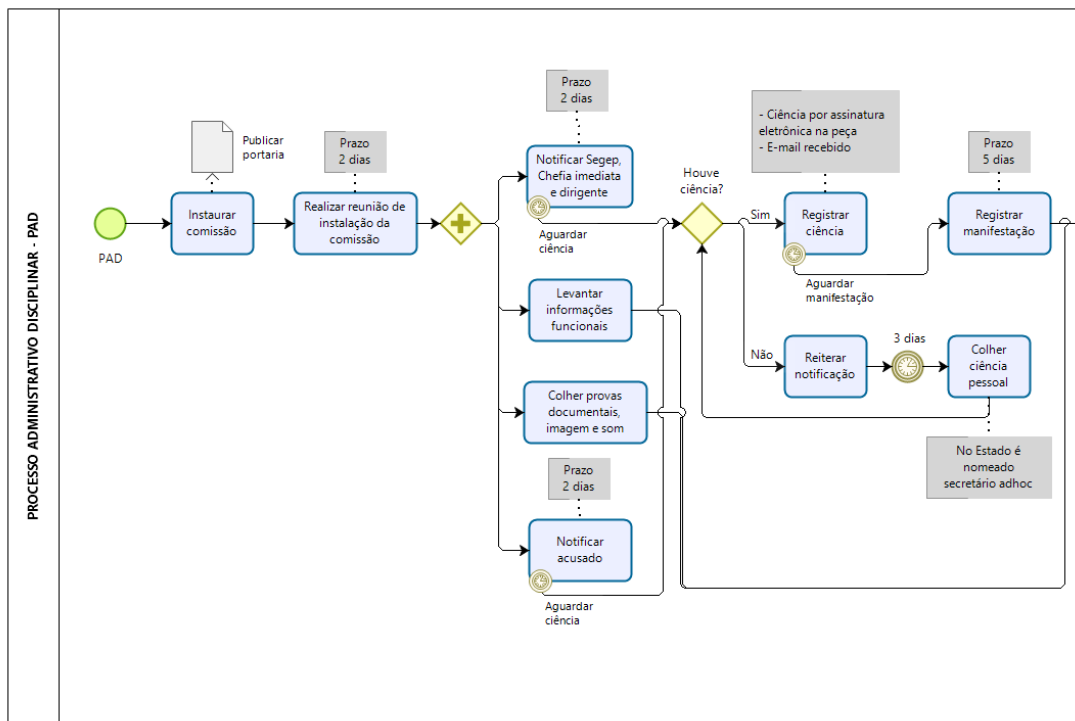 PROCESSO ADMINISTRATIVO DISCIPLINAR - PAD
PAD
Publicar
portaria
Instaurar
comissão
Prazo
2 dias
Realizar reunião de
instalação da
comissão
Prazo
2 dias
Notificar Segep,
Chefia imediata
e dirigente
Aguardar
ciência
Levantar
informações
funcionais
Colher provas
documentais,
imagem e som
Prazo
2 dias
Notificar
acusado
Aguardar
ciência
Houve
ciência?
Sim
Não
- Ciência por assinatura
eletrônica na peça
- E-mail recebido
Registrar
ciência
Aguardar
manifestação
Prazo
5 dias
Registrar
manifestação
Reiterar
notificação
3 dias
Colher
ciência
pessoal
No Estado é
nomeado
secretário adhoc